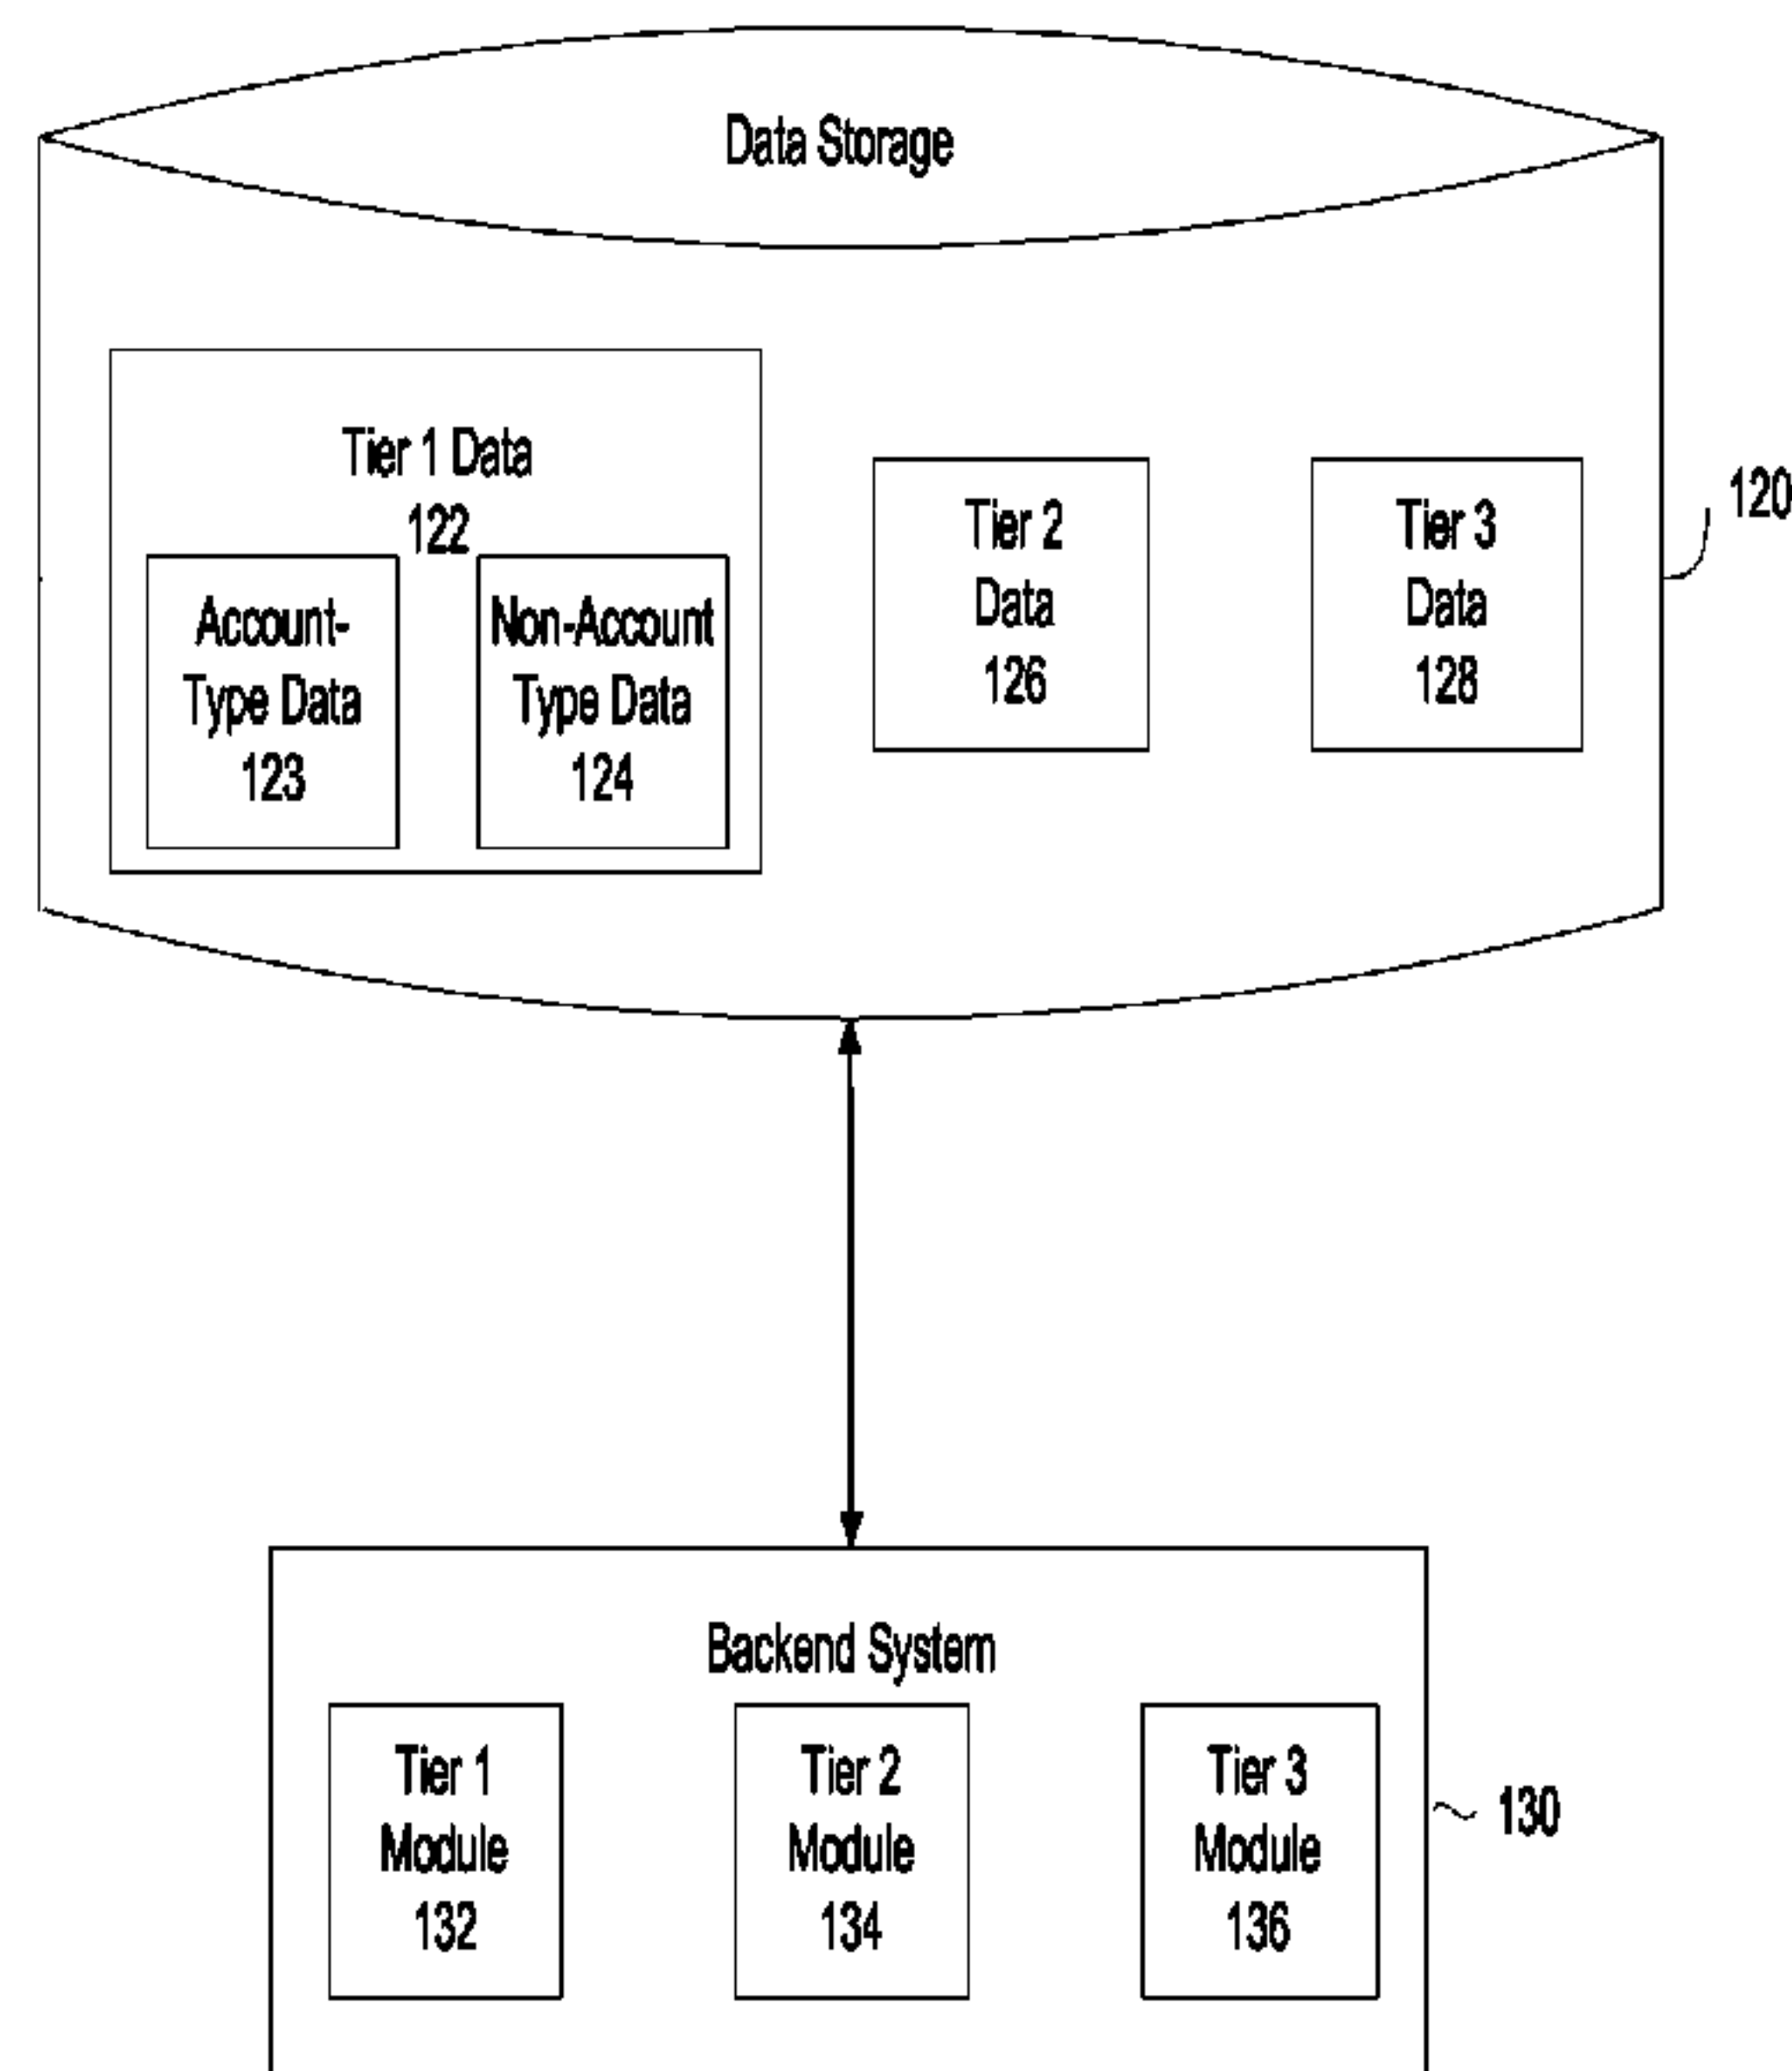 Data Storage
Tier 1 Data
122
Account-
Type Data
123
Non-Account
Type Data
124
Tier 2
Data
126
Tier 3
Data
128
120
Backend System
Tier 1
Module
132
Tier 2
Module
134
Tier 3
Module
136
130